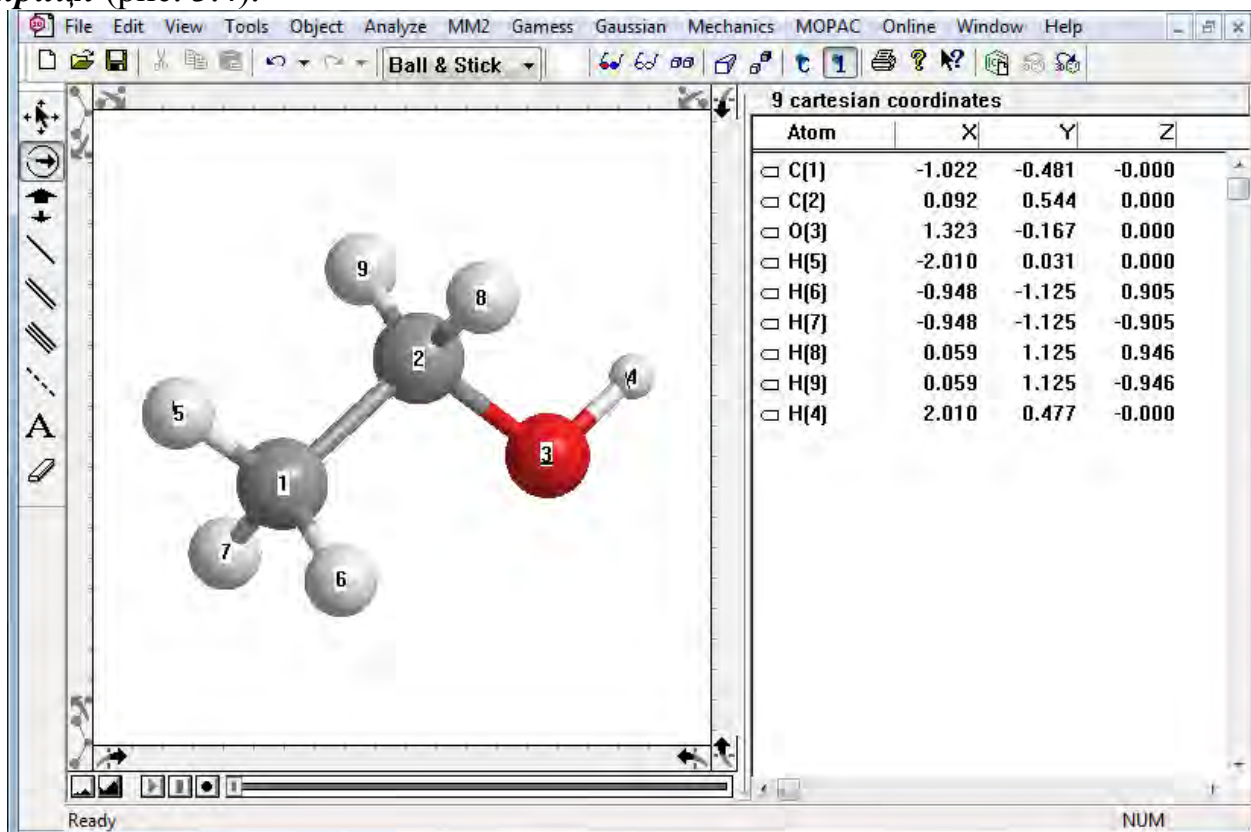 (рис. 3.4).
File Edit View Tools Object Analyze MM2 Gamess Gaussian Mechanics MOPAC Online Window Help
Ball & Stick
9 cartesian coordinates
Atom X Y Z
C(1) -1.022 -0.481 -0.000
C(2) 0.092 0.544 0.000
O(3) 1.323 -0.167 0.000
H(5) -2.010 0.031 0.000
H(6) -0.948 -1.125 0.905
H(7) -0.948 -1.125 -0.905
H(8) 0.059 1.125 0.946
H(9) 0.059 1.125 -0.946
H(4) 2.010 0.477 -0.000
9
8
2
4
5
3
1
7
6
A
Ready NUM